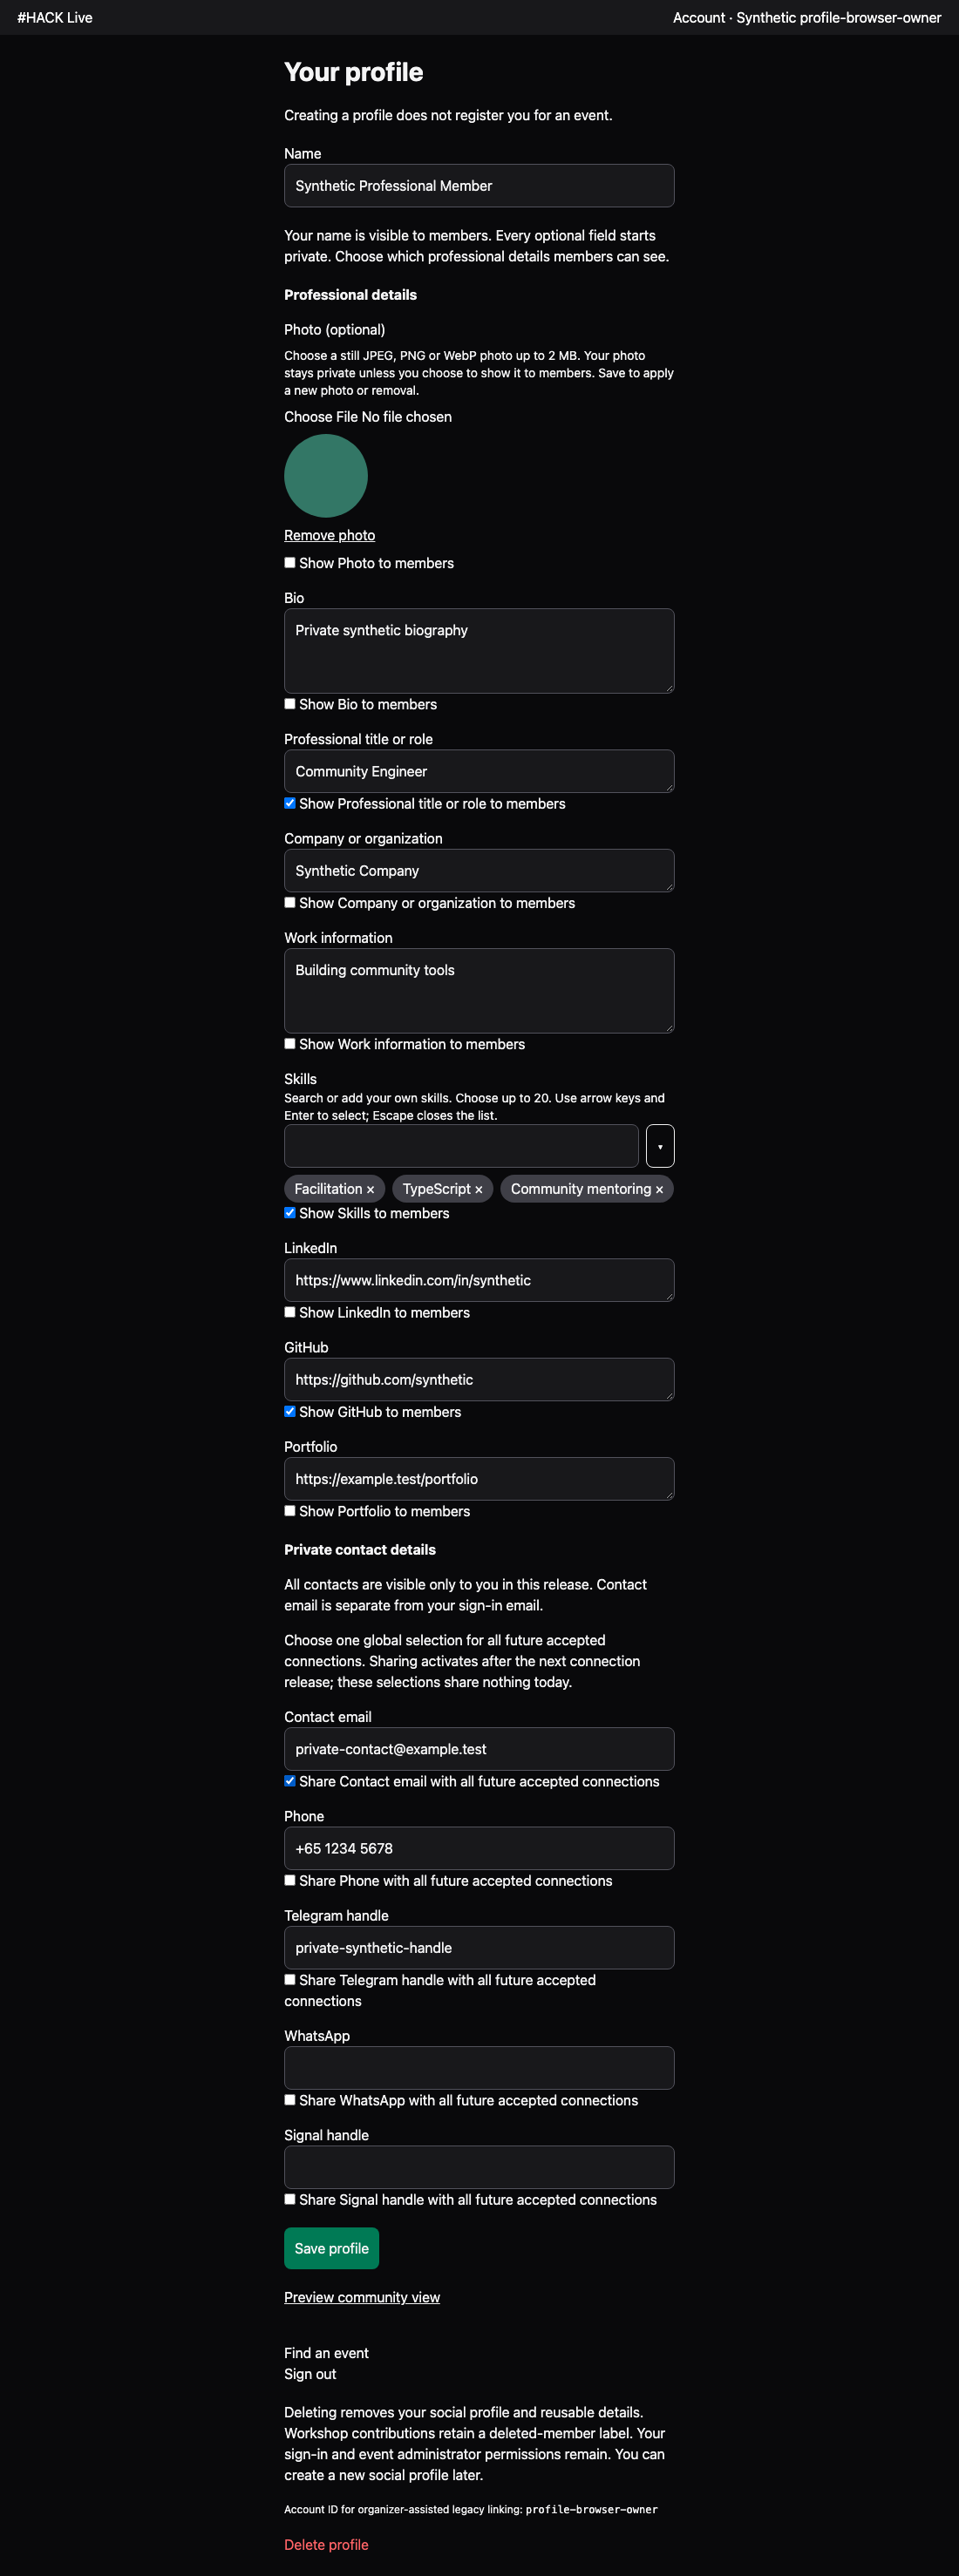 #HACK Live
Account · Synthetic profile-browser-owner
Your profile
Creating a profile does not register you for an event.
Name
Synthetic Professional Member
Your name is visible to members. Every optional field starts
private. Choose which professional details members can see.
Professional details
Photo (optional)
Choose a still JPEG, PNG or WebP photo up to 2 MB. Your photo
stays private unless you choose to show it to members. Save to apply
a new photo or removal.
Choose File No file chosen
Remove photo
Show Photo to members
Bio
Private synthetic biography
Show Bio to members
Professional title or role
Community Engineer
Show Professional title or role to members
Company or organization
Synthetic Company
Show Company or organization to members
Work information
Building community tools
Show Work information to members
Skills
Search or add your own skills. Choose up to 20. Use arrow keys and
Enter to select; Escape closes the list.
Facilitation × TypeScript × Community mentoring ×
Show Skills to members
LinkedIn
https://www.linkedin.com/in/synthetic
Show LinkedIn to members
GitHub
https://github.com/synthetic
Show GitHub to members
Portfolio
https://example.test/portfolio
Show Portfolio to members
Private contact details
All contacts are visible only to you in this release. Contact
email is separate from your sign-in email.
Choose one global selection for all future accepted
connections. Sharing activates after the next connection
release; these selections share nothing today.
Contact email
private-contact@example.test
Share Contact email with all future accepted connections
Phone
+65 1234 5678
Share Phone with all future accepted connections
Telegram handle
private-synthetic-handle
Share Telegram handle with all future accepted
connections
WhatsApp
Share WhatsApp with all future accepted connections
Signal handle
Share Signal handle with all future accepted connections
Save profile
Preview community view
Find an event
Sign out
Deleting removes your social profile and reusable details.
Workshop contributions retain a deleted-member label. Your
sign-in and event administrator permissions remain. You can
create a new social profile later.
Account ID for organizer-assisted legacy linking: profile-browser-owner
Delete profile